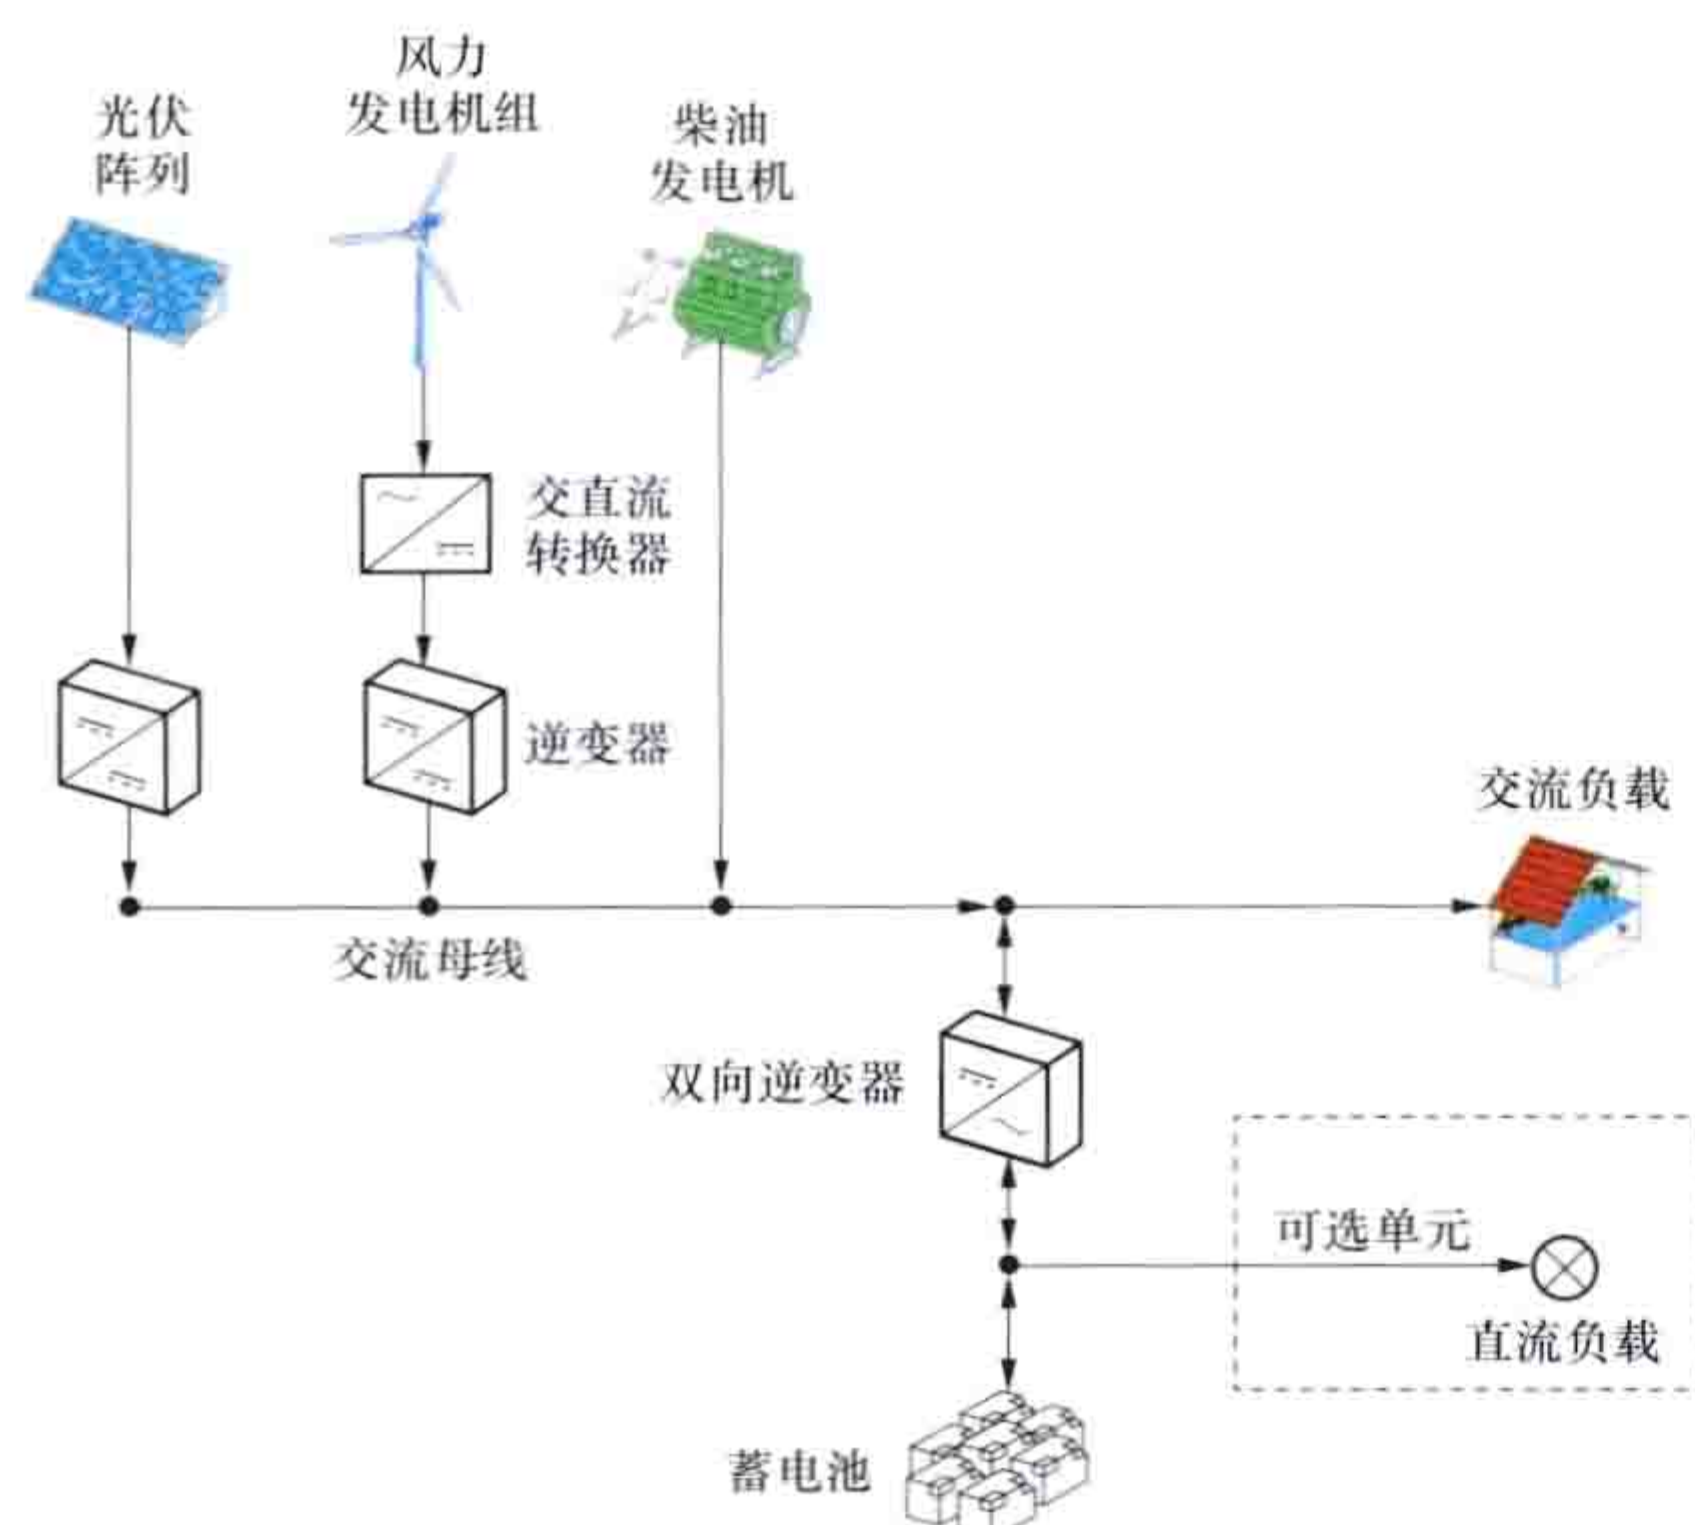 风力
发电机组
光伏
阵列
柴油
发电机
交直流
转换器
逆变器
交流负载
交流母线
双向逆变器
可选单元
直流负载
蓄电池